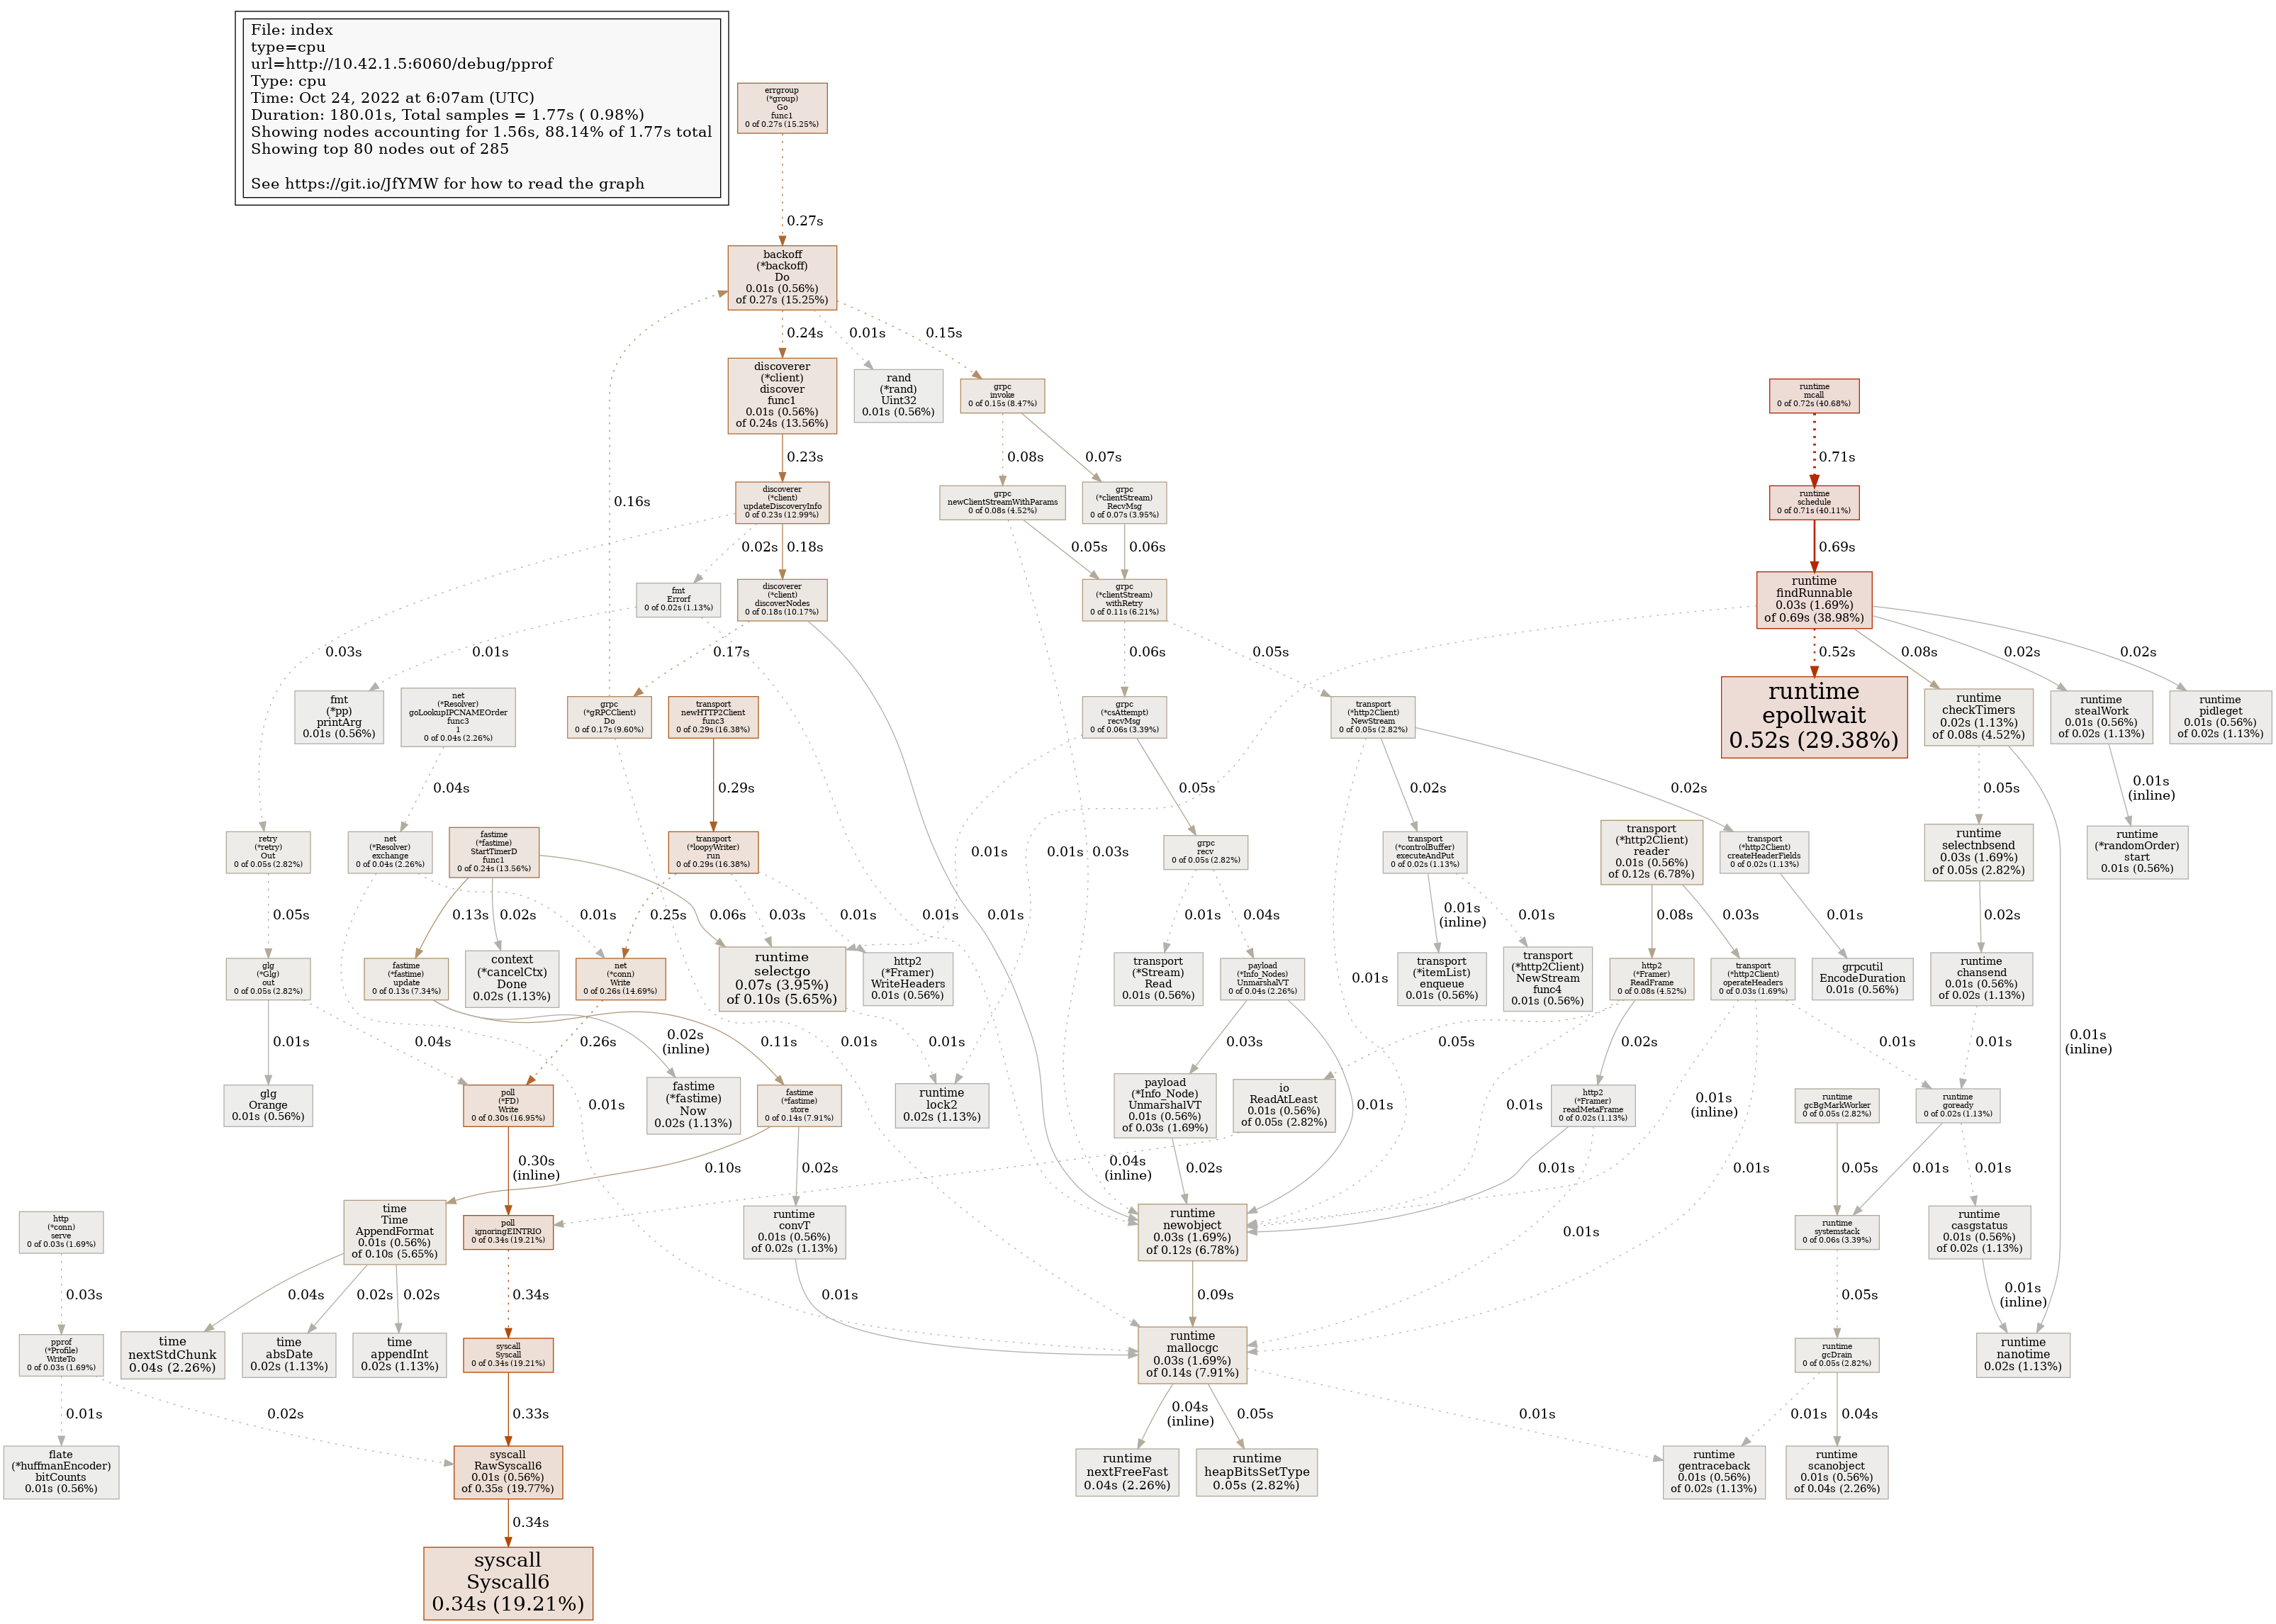 File: index
type=cpu
url=http://10.42.1.5:6060/debug/pprof
Type: cpu
Time: Oct 24, 2022 at 6:07am (UTC)
Duration: 180.01s, Total samples = 1.77s ( 0.98%)
Showing nodes accounting for 1.56s, 88.14% of 1.77s total
Showing top 80 nodes out of 285
See https://git.io/JfYMW for how to read the graph
errgroup
(*group)
Go
func1
0 of 0.27s (15.25%)
0.27s
backoff
(*backoff)
Do
0.01s (0.56%)
of 0.27s (15.25%)
0.24s
0.01s
0.15s
discoverer
(*client)
discover
func1
0.01s (0.56%)
of 0.24s (13.56%)
rand
(*rand)
Uint32
0.01s (0.56%)
grpc
invoke
0 of 0.15s (8.47%)
runtime
mcall
0 of 0.72s (40.68%)
0.23s
0.08s
0.07s
0.71s
0.16s
discoverer
(*client)
updateDiscoveryInfo
0 of 0.23s (12.99%)
grpc
newClientStreamWithParams
0 of 0.08s (4.52%)
grpc
(*clientStream)
RecvMsg
0 of 0.07s (3.95%)
runtime
schedule
0 of 0.71s (40.11%)
0.02s
0.18s
0.05s
0.06s
0.69s
fmt
Errorf
0 of 0.02s (1.13%)
discoverer
(*client)
discoverNodes
0 of 0.18s (10.17%)
grpc
(*clientStream)
withRetry
0 of 0.11s (6.21%)
runtime
findRunnable
0.03s (1.69%)
of 0.69s (38.98%)
0.03s
0.01s
0.17s
0.06s
0.05s
0.52s
0.08s
0.02s
0.02s
fmt
(*pp)
printArg
0.01s (0.56%)
net
(*Resolver)
goLookupIPCNAMEOrder
func3
1
0 of 0.04s (2.26%)
grpc
(*gRPCClient)
Do
0 of 0.17s (9.60%)
transport
newHTTP2Client
func3
0 of 0.29s (16.38%)
grpc
(*csAttempt)
recvMsg
0 of 0.06s (3.39%)
transport
(*http2Client)
NewStream
0 of 0.05s (2.82%)
runtime
epollwait
0.52s (29.38%)
runtime
checkTimers
0.02s (1.13%)
of 0.08s (4.52%)
runtime
stealWork
0.01s (0.56%)
of 0.02s (1.13%)
runtime
pidleget
0.01s (0.56%)
of 0.02s (1.13%)
0.04s
0.29s
0.05s
0.02s
0.02s
0.05s
0.01s
(inline)
retry
(*retry)
Out
0 of 0.05s (2.82%)
net
(*Resolver)
exchange
0 of 0.04s (2.26%)
fastime
(*fastime)
StartTimerD
func1
0 of 0.24s (13.56%)
transport
(*loopyWriter)
run
0 of 0.29s (16.38%)
0.01s
0.01s
0.03s
grpc
recv
0 of 0.05s (2.82%)
transport
(*controlBuffer)
executeAndPut
0 of 0.02s (1.13%)
transport
(*http2Client)
reader
0.01s (0.56%)
of 0.12s (6.78%)
transport
(*http2Client)
createHeaderFields
0 of 0.02s (1.13%)
runtime
selectnbsend
0.03s (1.69%)
of 0.05s (2.82%)
runtime
(*randomOrder)
start
0.01s (0.56%)
0.05s
0.13s
0.02s
0.01s
0.25s
0.06s
0.03s
0.01s
0.01s
0.01s
0.01s
0.04s
0.01s
(inline)
0.01s
0.08s
0.03s
0.01s
0.02s
glg
(*Glg)
out
0 of 0.05s (2.82%)
fastime
(*fastime)
update
0 of 0.13s (7.34%)
context
(*cancelCtx)
Done
0.02s (1.13%)
net
(*conn)
Write
0 of 0.26s (14.69%)
runtime
selectgo
0.07s (3.95%)
of 0.10s (5.65%)
http2
(*Framer)
WriteHeaders
0.01s (0.56%)
transport
(*Stream)
Read
0.01s (0.56%)
payload
(*Info_Nodes)
UnmarshalVT
0 of 0.04s (2.26%)
0.01s
transport
(*itemList)
enqueue
0.01s (0.56%)
transport
(*http2Client)
NewStream
func4
0.01s (0.56%)
http2
(*Framer)
ReadFrame
0 of 0.08s (4.52%)
transport
(*http2Client)
operateHeaders
0 of 0.03s (1.69%)
grpcutil
EncodeDuration
0.01s (0.56%)
runtime
chansend
0.01s (0.56%)
of 0.02s (1.13%)
0.01s
0.04s
0.26s
0.02s
(inline)
0.11s
0.01s
0.01s
0.03s
0.05s
0.02s
0.01s
0.01s
0.01s
(inline)
glg
Orange
0.01s (0.56%)
poll
(*FD)
Write
0 of 0.30s (16.95%)
0.01s
fastime
(*fastime)
Now
0.02s (1.13%)
fastime
(*fastime)
store
0 of 0.14s (7.91%)
runtime
lock2
0.02s (1.13%)
payload
(*Info_Node)
UnmarshalVT
0.01s (0.56%)
of 0.03s (1.69%)
io
ReadAtLeast
0.01s (0.56%)
of 0.05s (2.82%)
0.01s
0.01s
http2
(*Framer)
readMetaFrame
0 of 0.02s (1.13%)
0.01s
(inline)
runtime
gcBgMarkWorker
0 of 0.05s (2.82%)
runtime
goready
0 of 0.02s (1.13%)
0.30s
(inline)
0.10s
0.02s
0.04s
(inline)
0.02s
0.01s
0.01s
0.05s
0.01s
0.01s
http
(*conn)
serve
0 of 0.03s (1.69%)
time
Time
AppendFormat
0.01s (0.56%)
of 0.10s (5.65%)
poll
ignoringEINTRIO
0 of 0.34s (19.21%)
runtime
convT
0.01s (0.56%)
of 0.02s (1.13%)
runtime
newobject
0.03s (1.69%)
of 0.12s (6.78%)
0.01s
runtime
systemstack
0 of 0.06s (3.39%)
runtime
casgstatus
0.01s (0.56%)
of 0.02s (1.13%)
0.03s
0.04s
0.02s
0.02s
0.34s
0.01s
0.09s
0.05s
0.01s
(inline)
pprof
(*Profile)
WriteTo
0 of 0.03s (1.69%)
time
nextStdChunk
0.04s (2.26%)
time
absDate
0.02s (1.13%)
time
appendInt
0.02s (1.13%)
syscall
Syscall
0 of 0.34s (19.21%)
runtime
mallocgc
0.03s (1.69%)
of 0.14s (7.91%)
runtime
gcDrain
0 of 0.05s (2.82%)
runtime
nanotime
0.02s (1.13%)
0.01s
0.02s
0.33s
0.04s
(inline)
0.05s
0.01s
0.01s
0.04s
flate
(*huffmanEncoder)
bitCounts
0.01s (0.56%)
syscall
RawSyscall6
0.01s (0.56%)
of 0.35s (19.77%)
runtime
nextFreeFast
0.04s (2.26%)
runtime
heapBitsSetType
0.05s (2.82%)
runtime
gentraceback
0.01s (0.56%)
of 0.02s (1.13%)
runtime
scanobject
0.01s (0.56%)
of 0.04s (2.26%)
0.34s
syscall
Syscall6
0.34s (19.21%)